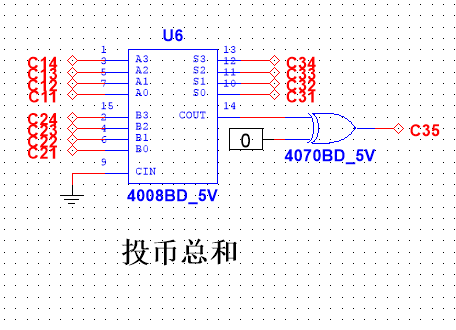 U6
1
3
5
7
15
2
4
6
9
A3
A2
A1
A0
B3
B2
B1
B0
CIN
S3
S2
S1
S0
COUT
13
12
11
10
14
C14
C13
C12
C11
C24
C23
C22
C21
C34
C33
C32
C31
0
C35
4070BD_5V
4008BD_5V
投币总和